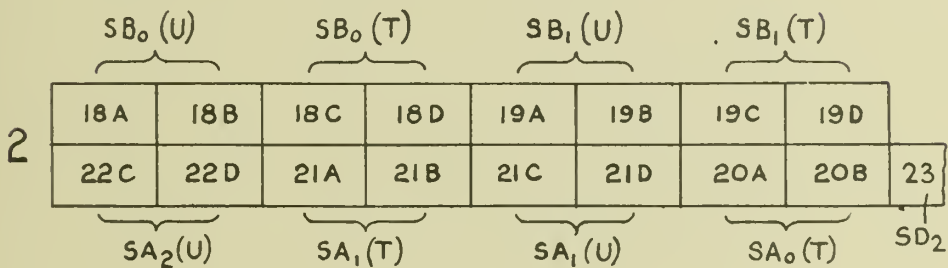 SB₀(U) SB₀(T) SB₁(U) SB₁(T)
18A 18B 18C 18D 19A 19B 19C 19D
2
22C 22D 21A 21B 21C 21D 20A 20B 23
SA₂(U) SA₁(T) SA₁(U) SA₀(T) SD₂